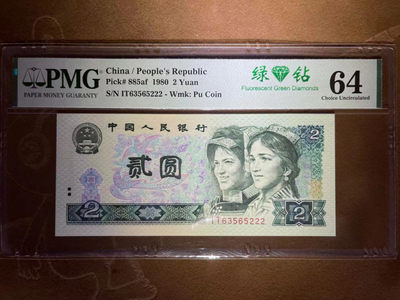 PMG
PAPER MONEY GUARANTY
China / People's Republic
Pick# 885af 1980 2 Yuan
S/N IT63565222 - Wmk: Pu Coin
绿 钻
Fluorescent Green Diamonds
64
Choice Uncirculated
中国人民银行
2
贰圆
IT63565222
2
2